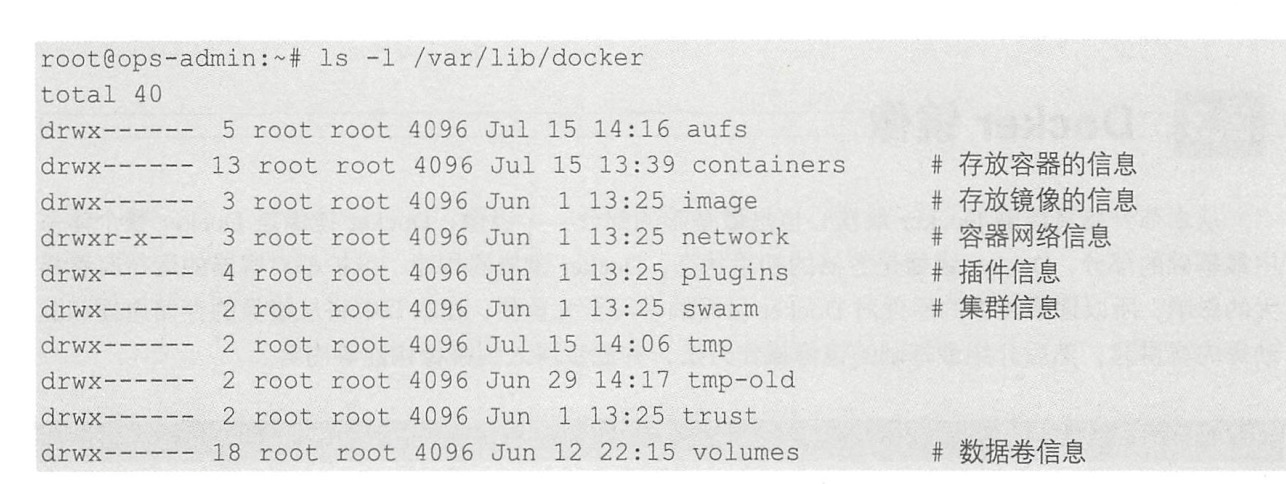 root@ops-admin:~# ls -l /var/lib/docker
total 40
drwx------  5 root root 4096 Jul 15 14:16 aufs
drwx------ 13 root root 4096 Jul 15 13:39 containers     # 存放容器的信息
drwx------  3 root root 4096 Jun  1 13:25 image          # 存放镜像的信息
drwxr-x---  3 root root 4096 Jun  1 13:25 network        # 容器网络信息
drwx------  4 root root 4096 Jun  1 13:25 plugins        # 插件信息
drwx------  2 root root 4096 Jun  1 13:25 swarm          # 集群信息
drwx------  2 root root 4096 Jul 15 14:06 tmp
drwx------  2 root root 4096 Jun 29 14:17 tmp-old
drwx------  2 root root 4096 Jun  1 13:25 trust
drwx------ 18 root root 4096 Jun 12 22:15 volumes        # 数据卷信息